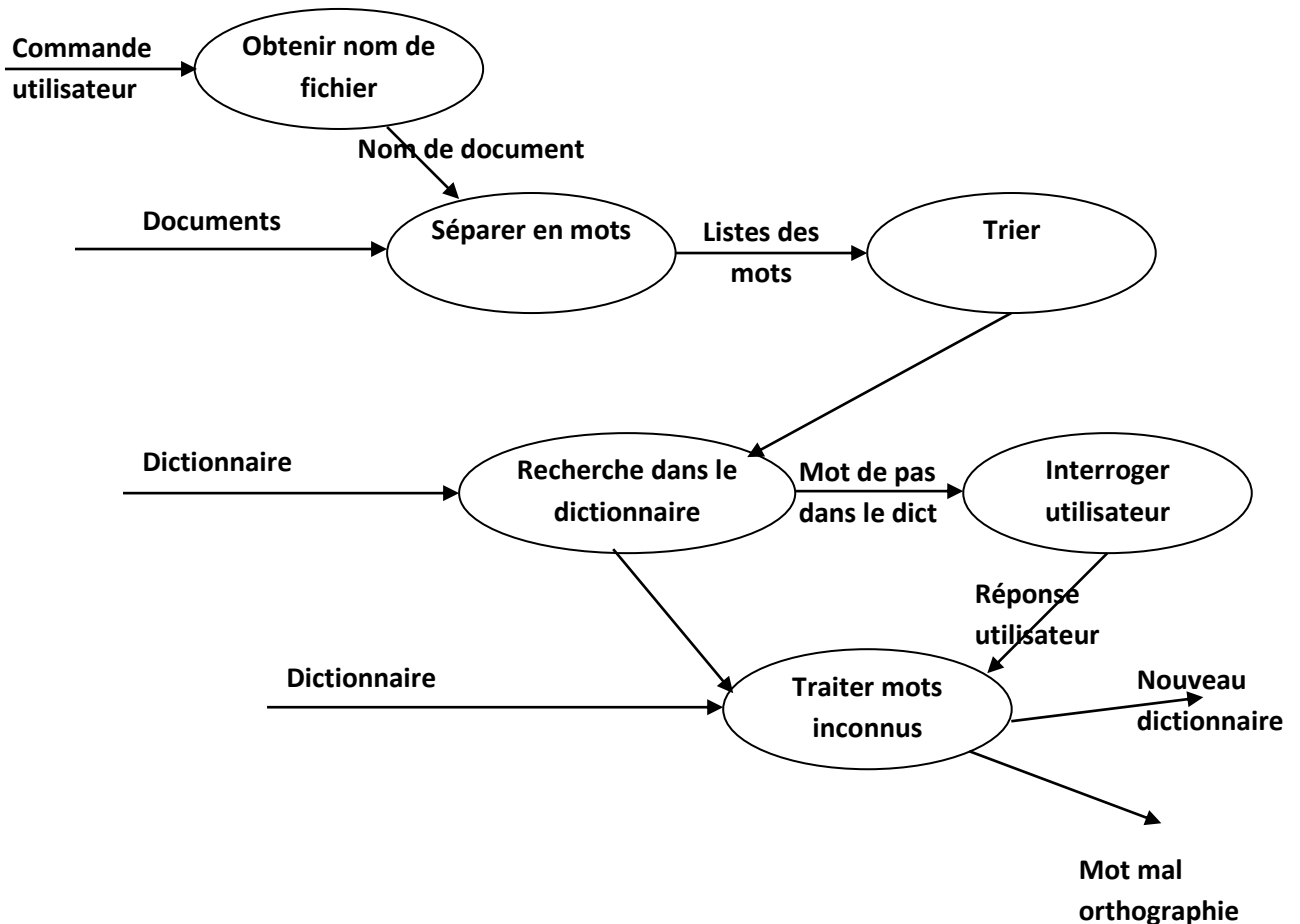 Commande
utilisateur
Obtenir nom de
fichier
Nom de document
Documents
Séparer en mots
Listes des
mots
Trier
Dictionnaire
Recherche dans le
dictionnaire
Mot de pas
dans le dict
Interroger
utilisateur
Réponse
utilisateur
Dictionnaire
Traiter mots
inconnus
Nouveau
dictionnaire
Mot mal
orthographie